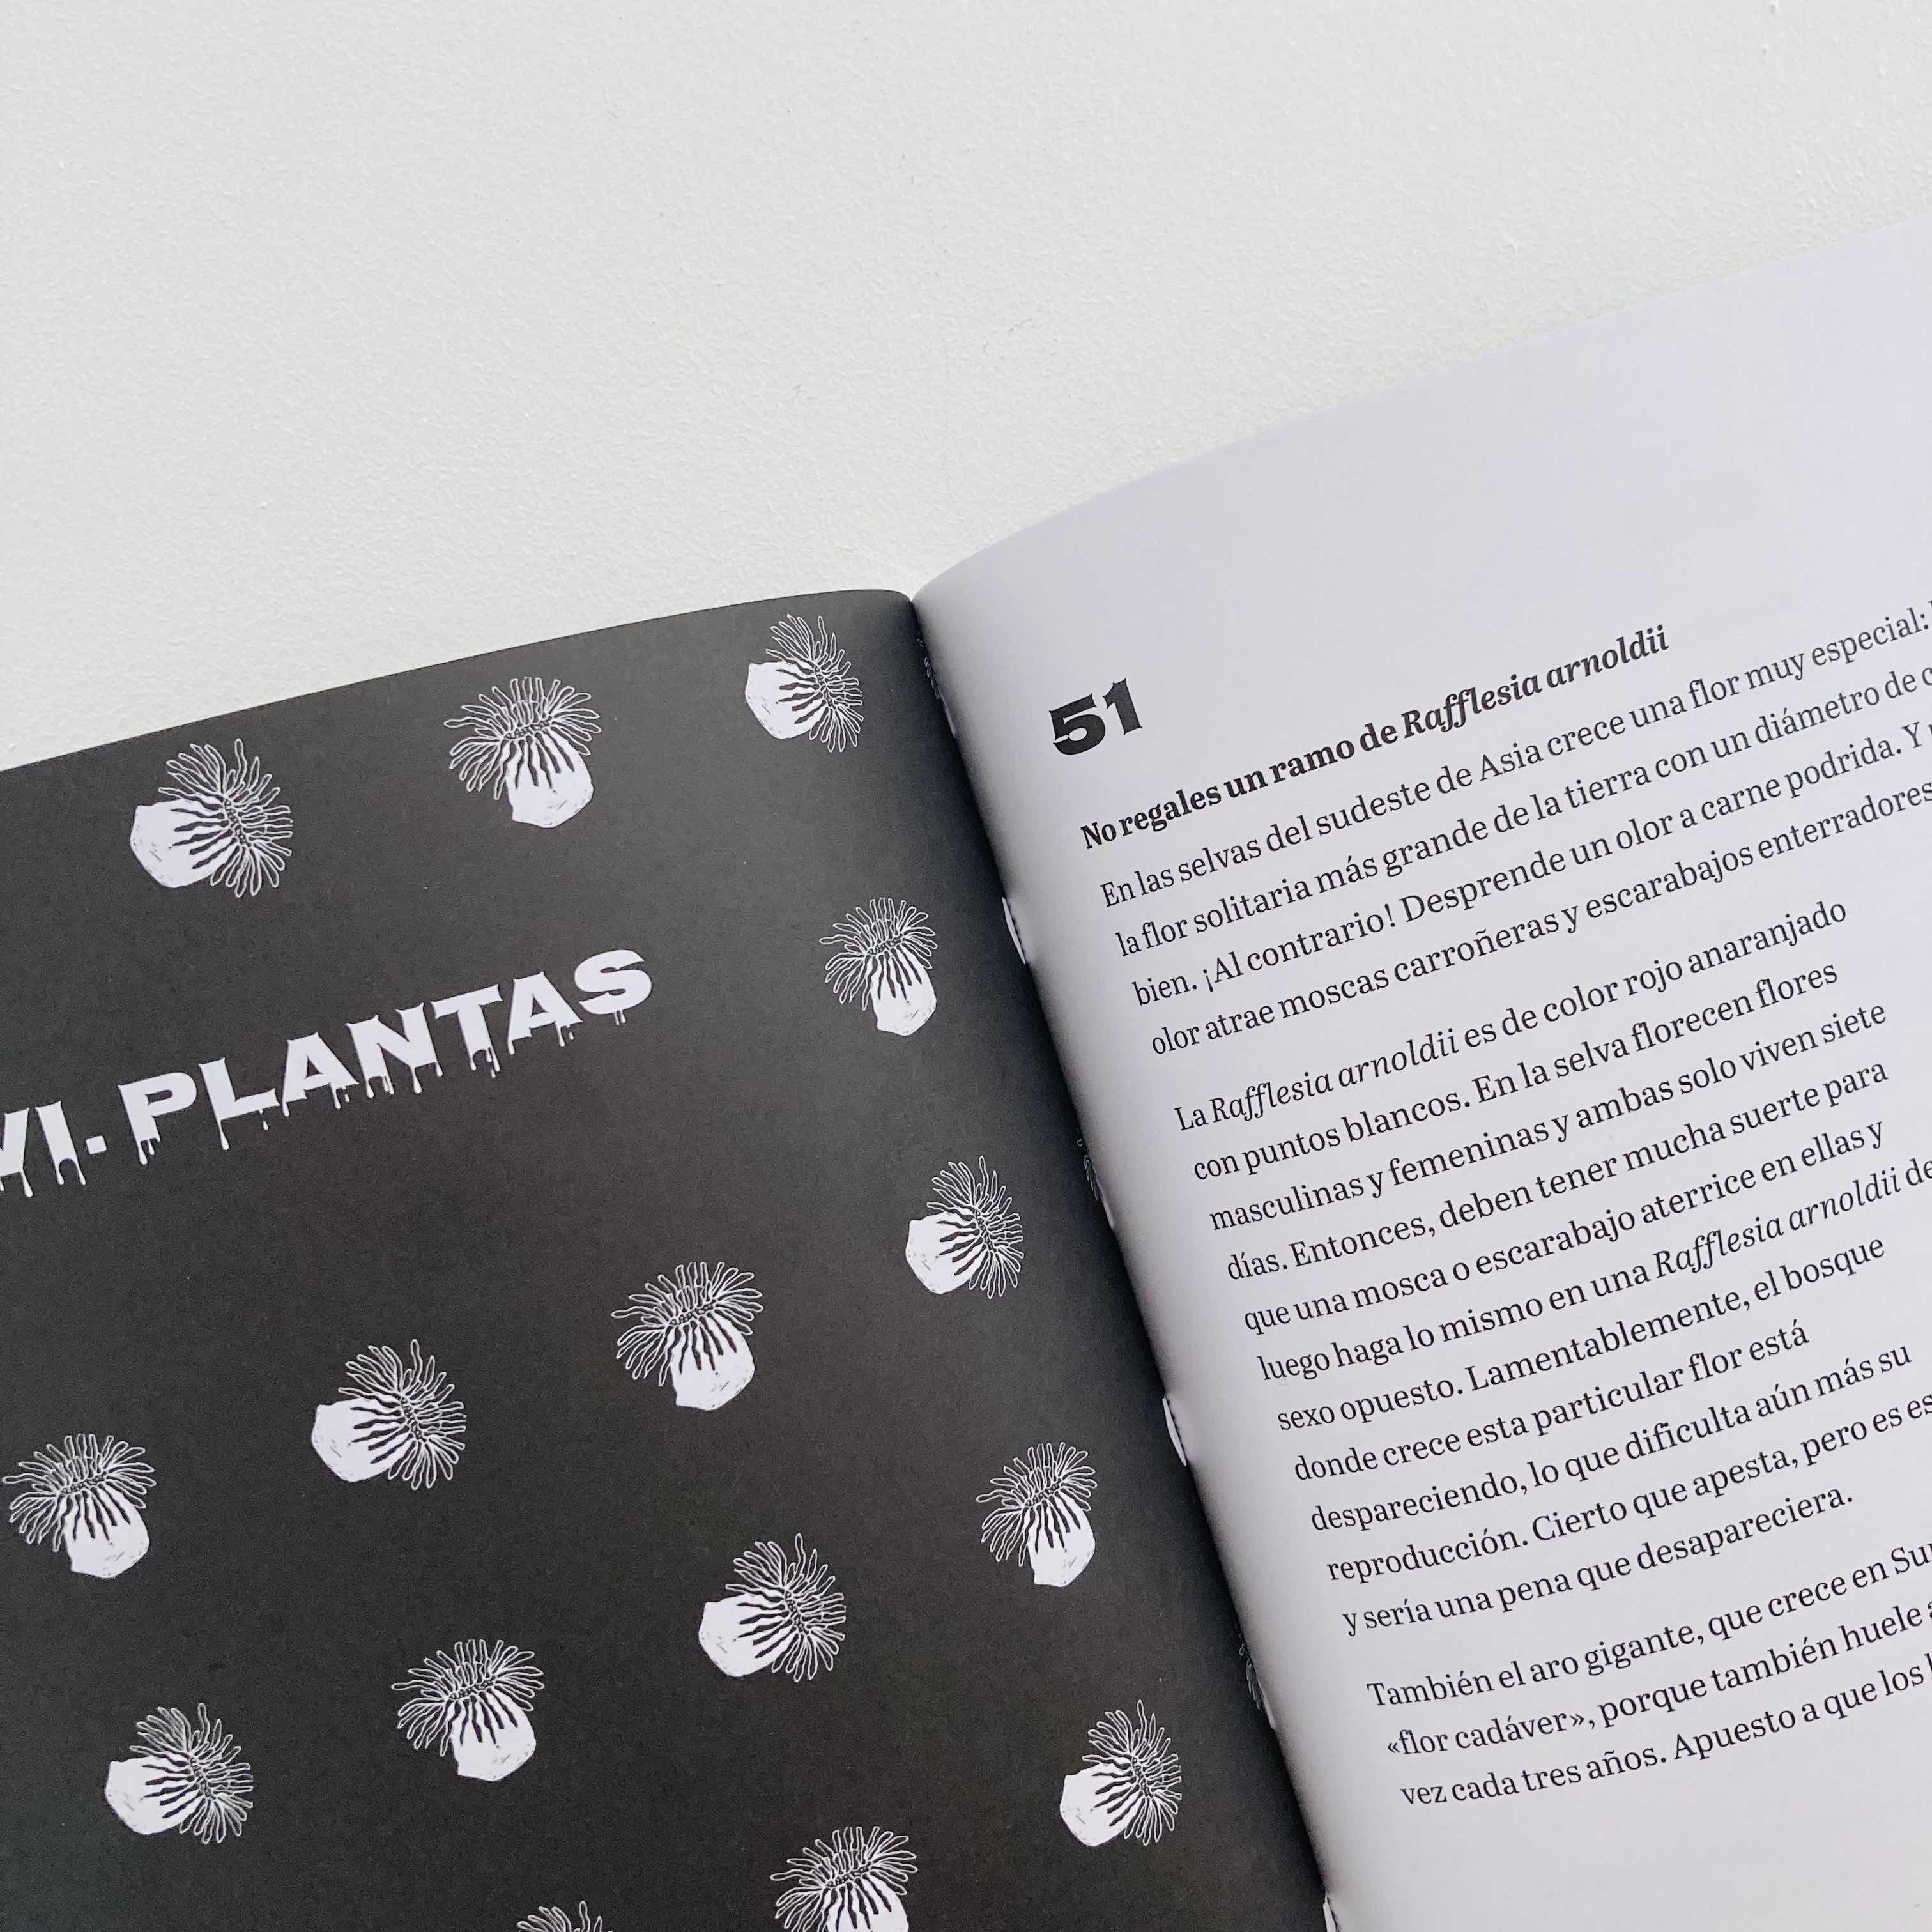 VI. PLANTAS
51
No regales un ramo de Rafflesia arnoldii
En las selvas del sudeste de Asia crece una flor muy especial:
la flor solitaria más grande de la tierra con un diámetro de
bien. ¡Al contrario! Desprende un olor a carne podrida. Y
olor atrae moscas carroñeras y escarabajos enterradores
La Rafflesia arnoldii es de color rojo anaranjado
con puntos blancos. En la selva florecen flores
masculinas y femeninas y ambas solo viven siete
días. Entonces, deben tener mucha suerte para
que una mosca o escarabajo aterrice en ellas y
luego haga lo mismo en una Rafflesia arnoldii
sexo opuesto. Lamentablemente, el bosque
donde crece esta particular flor está
despareciendo, lo que dificulta aún más su
reproducción. Cierto que apesta, pero es
y sería una pena que desapareciera.
También el aro gigante, que crece en
«flor cadáver», porque también huele
vez cada tres años. Apuesto a que los